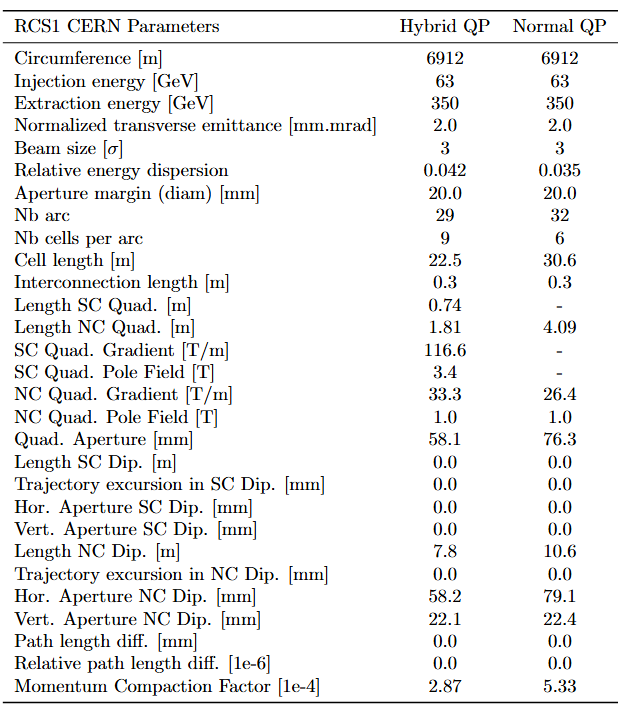 RCS1 CERN Parameters Hybrid QP Normal QP
Circumference [m] 6912 6912
Injection energy [GeV] 63 63
Extraction energy [GeV] 350 350
Normalized transverse emittance [mm.mrad] 2.0 2.0
Beam size [σ] 3 3
Relative energy dispersion 0.042 0.035
Aperture margin (diam) [mm] 20.0 20.0
Nb arc 29 32
Nb cells per arc 9 6
Cell length [m] 22.5 30.6
Interconnection length [m] 0.3 0.3
Length SC Quad. [m] 0.74 -
Length NC Quad. [m] 1.81 4.09
SC Quad. Gradient [T/m] 116.6 -
SC Quad. Pole Field [T] 3.4 -
NC Quad. Gradient [T/m] 33.3 26.4
NC Quad. Pole Field [T] 1.0 1.0
Quad. Aperture [mm] 58.1 76.3
Length SC Dip. [m] 0.0 0.0
Trajectory excursion in SC Dip. [mm] 0.0 0.0
Hor. Aperture SC Dip. [mm] 0.0 0.0
Vert. Aperture SC Dip. [mm] 0.0 0.0
Length NC Dip. [m] 7.8 10.6
Trajectory excursion in NC Dip. [mm] 0.0 0.0
Hor. Aperture NC Dip. [mm] 58.2 79.1
Vert. Aperture NC Dip. [mm] 22.1 22.4
Path length diff. [mm] 0.0 0.0
Relative path length diff. [1e-6] 0.0 0.0
Momentum Compaction Factor [1e-4] 2.87 5.33